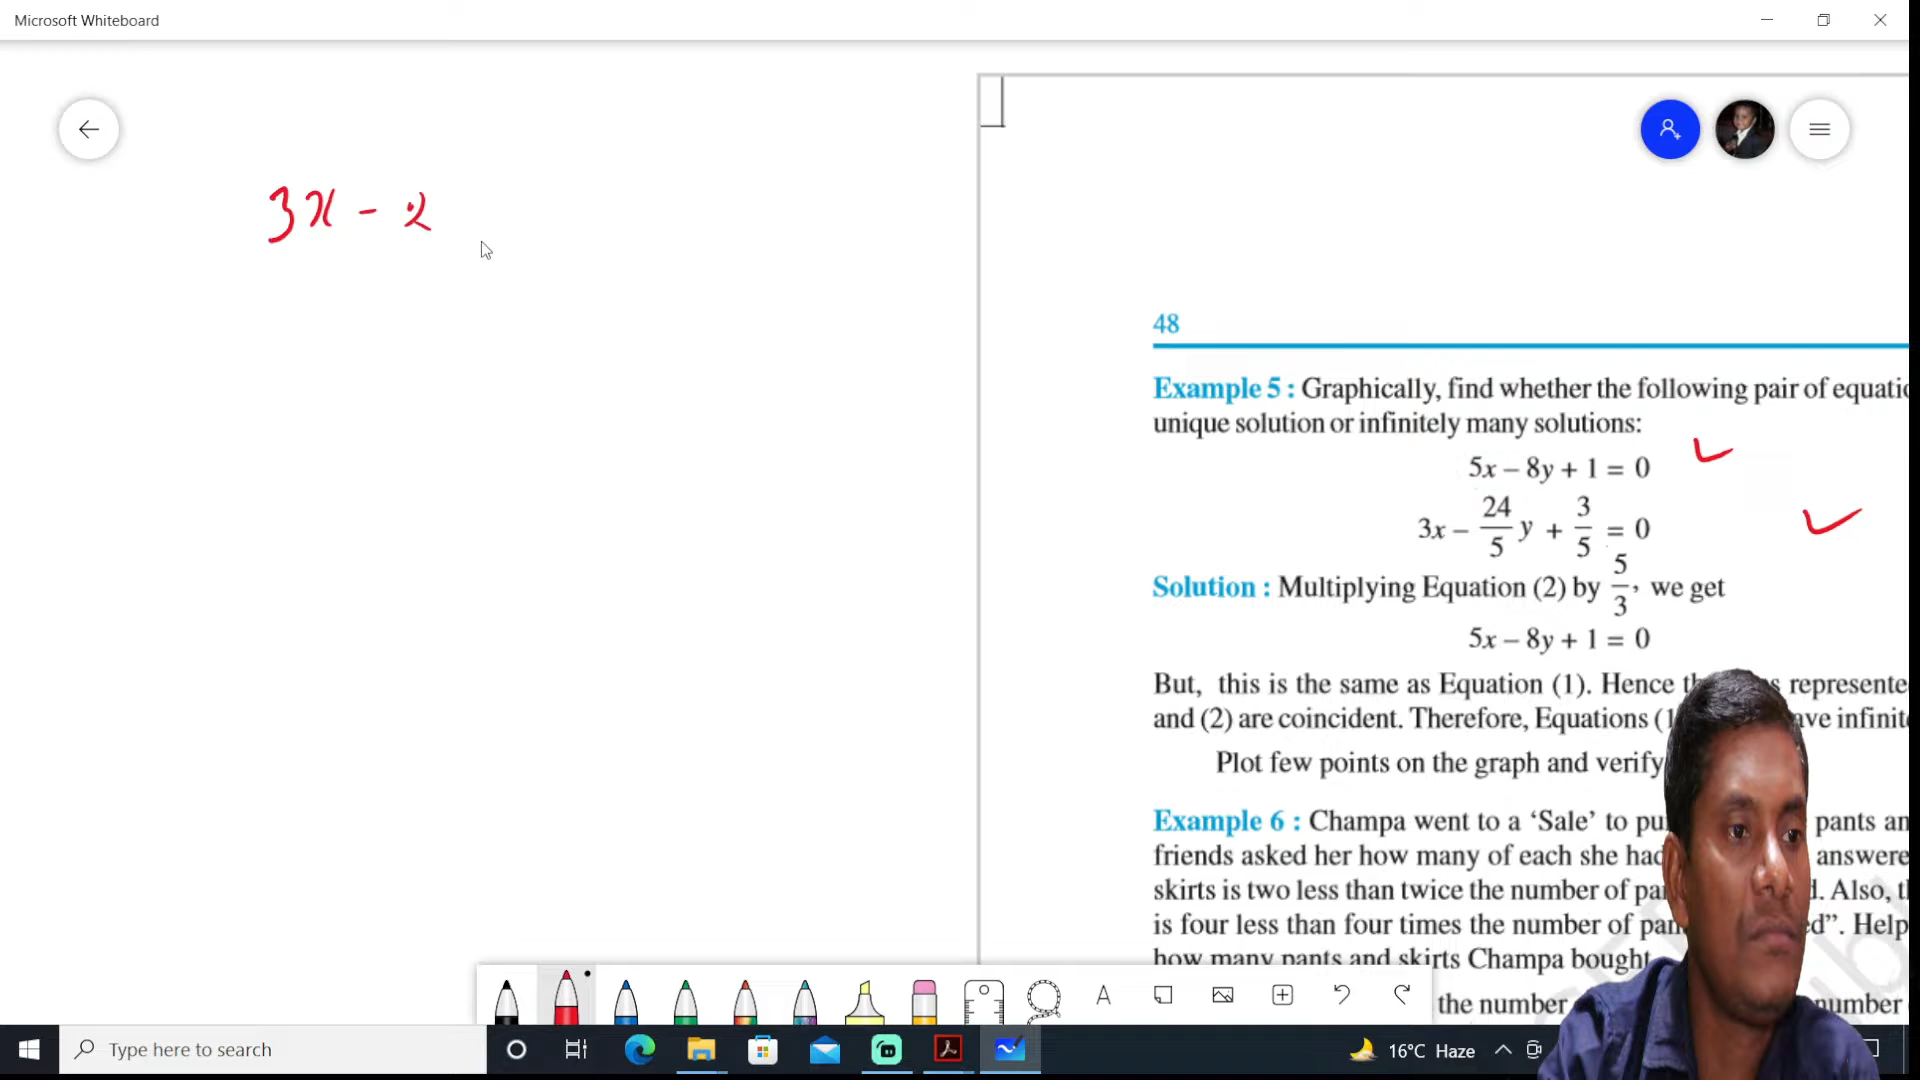 Microsoft Whiteboard
3x - 2
48
Example 5 : Graphically, find whether the following pair of
unique solution or infinitely many solutions:
5x – 8y + 1 = 0
3x – 24/5 y + 3/5 = 0
Solution : Multiplying Equation (2) by 5/3, we get
5x – 8y + 1 = 0
But, this is the same as Equation (1). Hence
and (2) are coincident. Therefore, Equations
Plot few points on the graph and verify
Example 6 : Champa went to a ‘Sale’ to pants
friends asked her how many of each she
skirts is two less than twice the number of Also,
is four less than four times the number of
how many pants and skirts Champa bought
A
the number number
Type here to search
16°C Haze